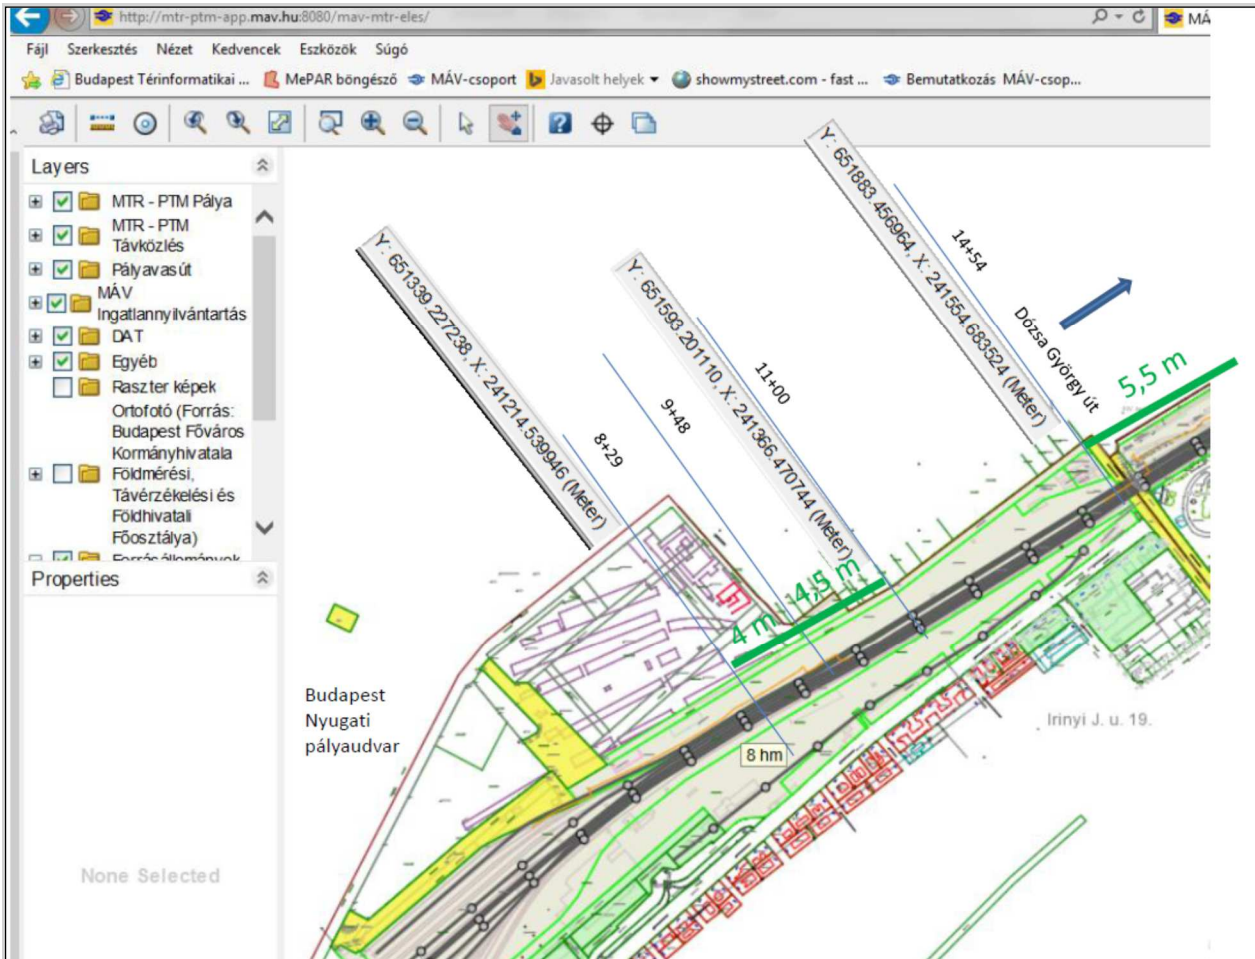 http://mtr-ptm-app.mav.hu:8080/mav-mtr-eles/
MÁ
Fájl Szerkesztés Nézet Kedvencek Eszközök Súgó
Budapest Térinformatikai ... MePAR böngésző MÁV-csoport Javasolt helyek showmystreet.com - fast ... Bemutatkozás MÁV-csop...
Layers
MTR - PTM Pálya
MTR - PTM
Távközlés
Pályavasút
MÁV
Ingatlannyilvántartás
DAT
Egyéb
Raszter képek
Ortofotó (Forrás:
Budapest Főváros
Kormányhivatala
Földmérési,
Távérzékelési és
Földhivatali
Főosztálya)
Forrásállományok
Properties
None Selected
Y: 651339.227238, X: 241214.539946 (Meter)
8+29
9+48
Y: 651593.201110, X: 241366.470744 (Meter)
11+00
Y: 651883.456964, X: 241554.683524 (Meter)
14+54
Dózsa György út
5,5 m
4 m
4,5 m
Budapest
Nyugati
pályaudvar
8 hm
Irinyi J. u. 19.